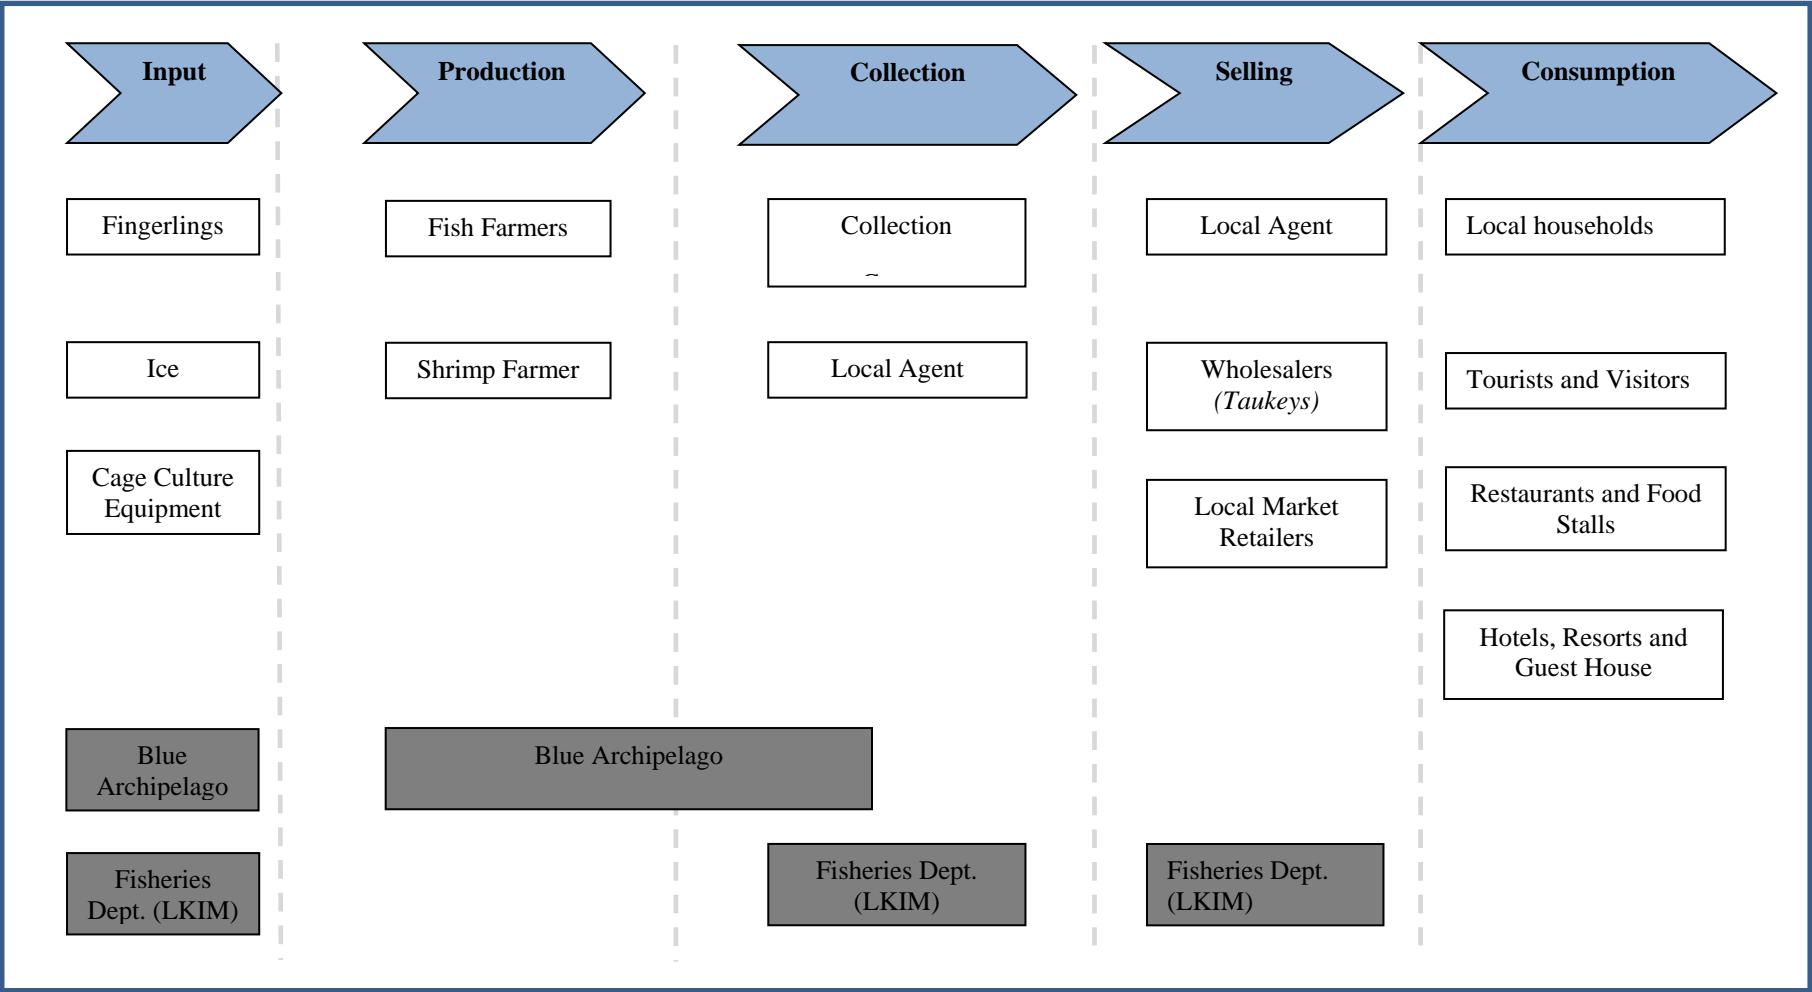 Input
Production
Collection
Selling
Consumption
Fingerlings
Fish Farmers
Collection
Local Agent
Local households
Ice
Shrimp Farmer
Local Agent
Wholesalers
(Taukeys)
Tourists and Visitors
Cage Culture
Equipment
Local Market
Retailers
Restaurants and Food
Stalls
Hotels, Resorts and
Guest House
Blue
Archipelago
Blue Archipelago
Fisheries
Dept. (LKIM)
Fisheries Dept.
(LKIM)
Fisheries Dept.
(LKIM)